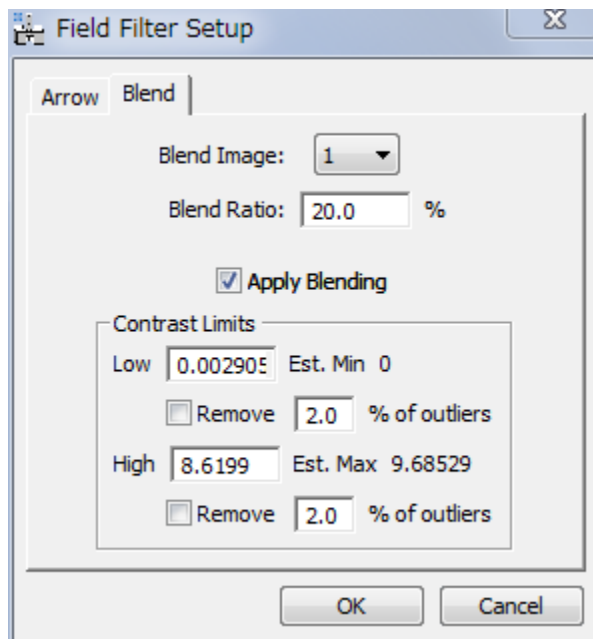 Field Filter Setup
Arrow Blend
Blend Image: 1
Blend Ratio: 20.0 %
Apply Blending
Contrast Limits
Low 0.002905 Est. Min 0
Remove 2.0 % of outliers
High 8.6199 Est. Max 9.68529
Remove 2.0 % of outliers
OK Cancel